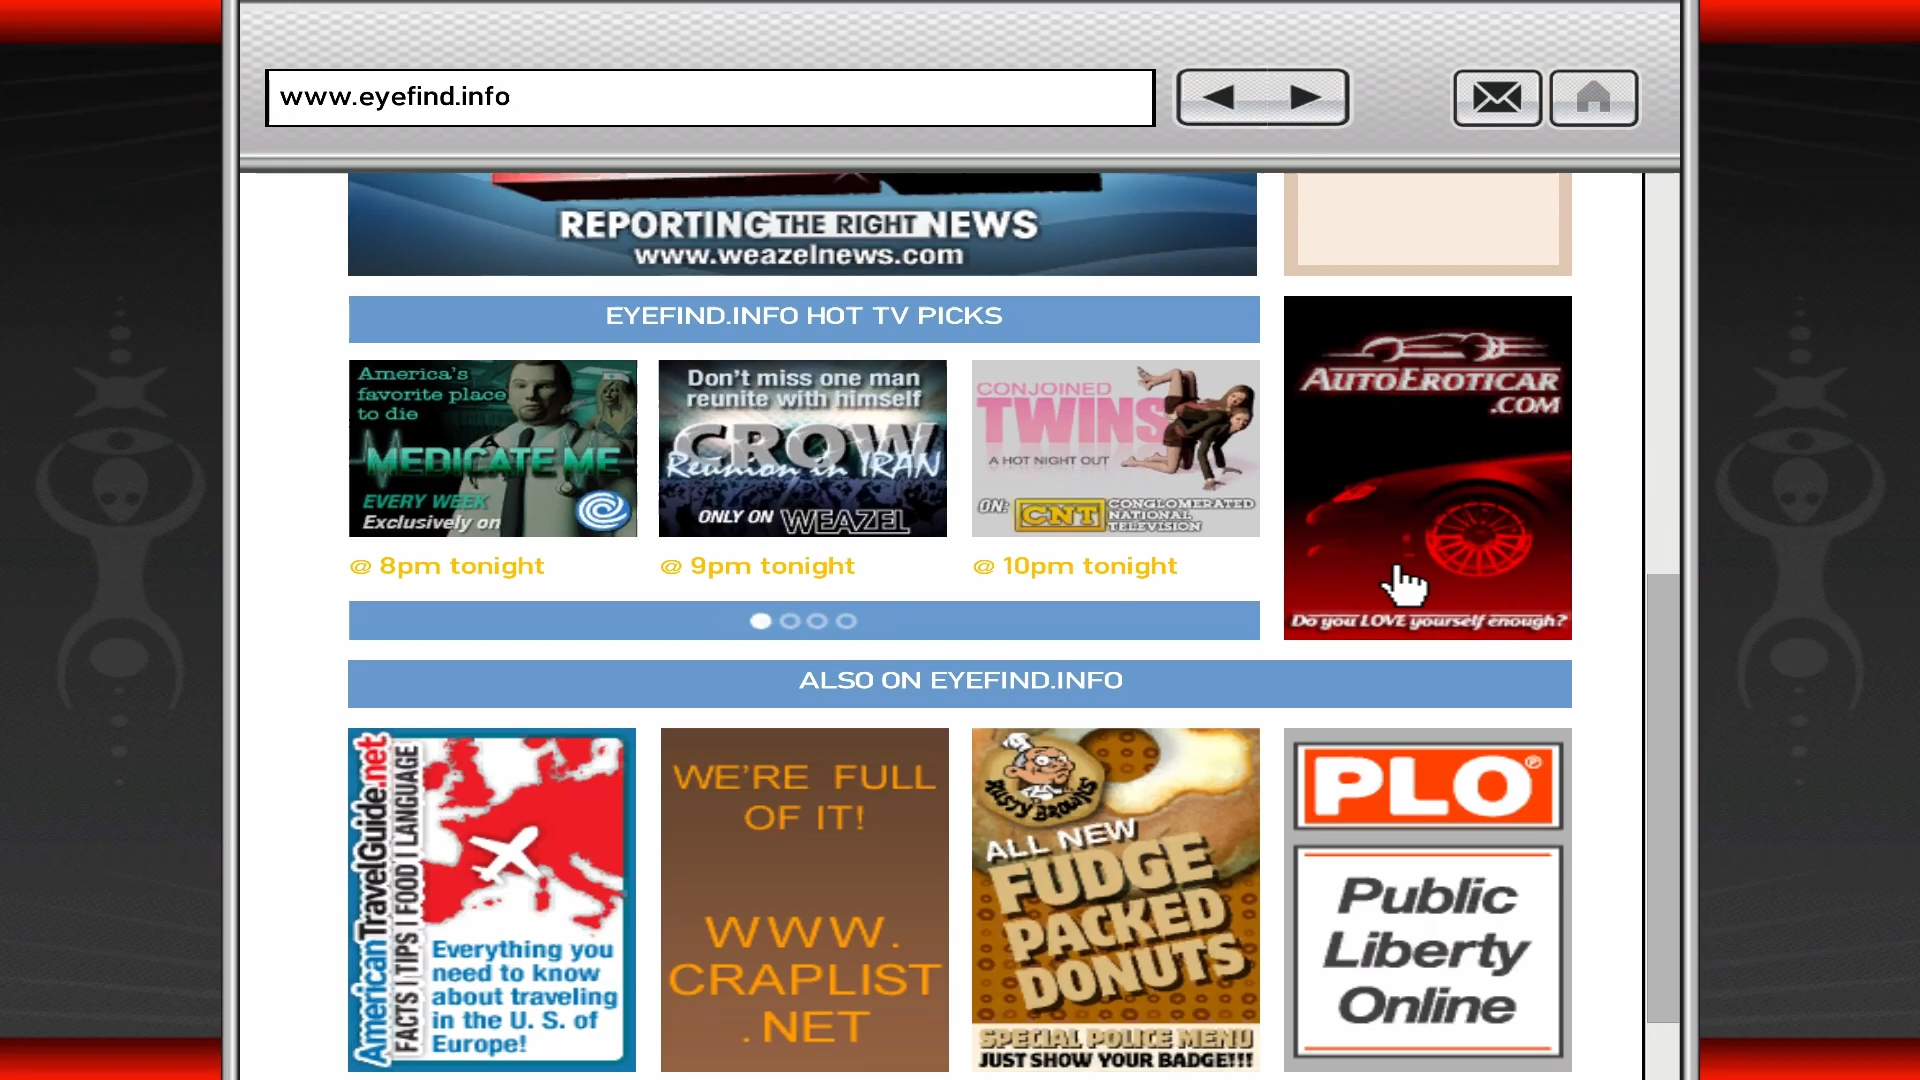 www.eyefind.info
REPORTING THE RIGHT NEWS
www.weazelnews.com
EYEFIND.INFO HOT TV PICKS
America's
favorite place
to die
MEDICATE ME
EVERY WEEK
Exclusively on
@ 8pm tonight
Don't miss one man
reunite with himself
CROW
Reunion in IRAN
ONLY ON WEAZEL
@ 9pm tonight
CONJOINED
TWINS
A HOT NIGHT OUT
ON: CNT CONGLOMERATED
NATIONAL
TELEVISION
@ 10pm tonight
AUTOEROTICAR
.COM
Do you LOVE yourself enough?
ALSO ON EYEFIND.INFO
AmericanTravelGuide.net
FACTS | TIPS | FOOD | LANGUAGE
Everything you
need to know
about traveling
in the U. S. of
Europe!
WE'RE FULL
OF IT!
WWW.
CRAPLIST
.NET
RUSTY BROWN'S
ALL NEW
FUDGE
PACKED
DONUTS
SPECIAL POLICE MENU
JUST SHOW YOUR BADGE!!!
PLO®
Public
Liberty
Online